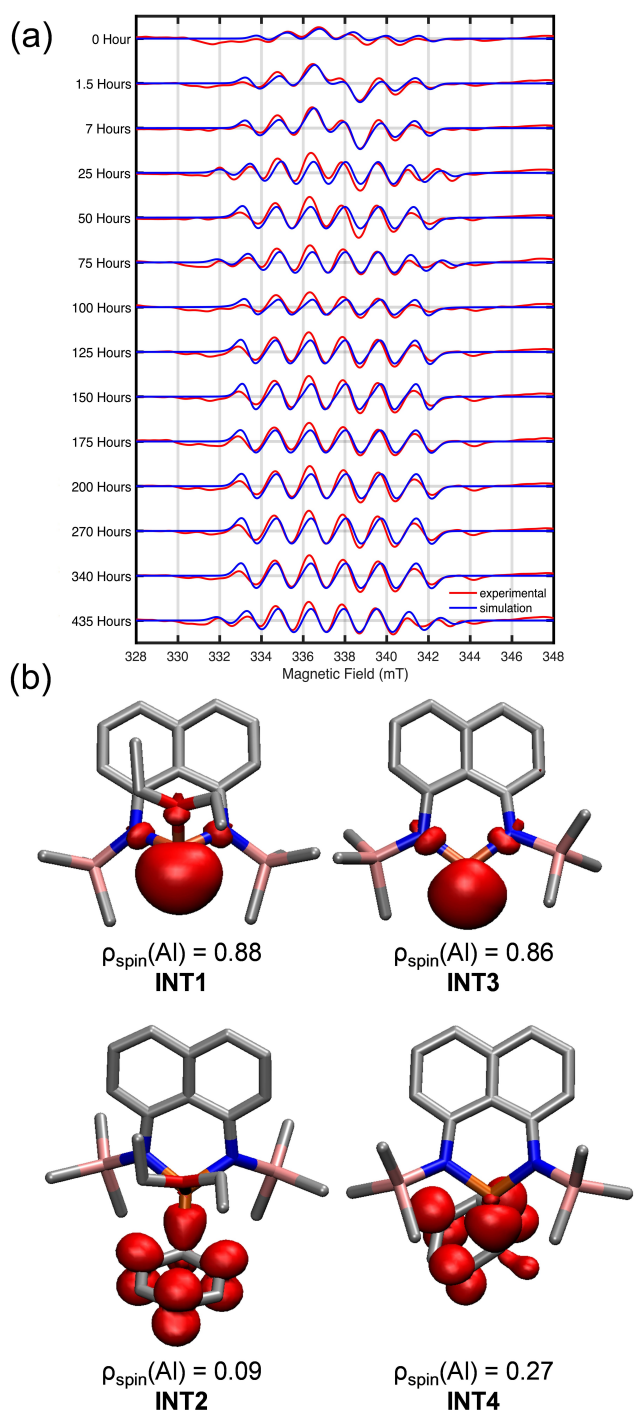 (a)
0 Hour
1.5 Hours
7 Hours
25 Hours
50 Hours
75 Hours
100 Hours
125 Hours
150 Hours
175 Hours
200 Hours
270 Hours
340 Hours
435 Hours
experimental
simulation
328 330 332 334 336 338 340 342 344 346 348
Magnetic Field (mT)
(b)
ρspin(Al) = 0.88
INT1
ρspin(Al) = 0.86
INT3
ρspin(Al) = 0.09
INT2
ρspin(Al) = 0.27
INT4